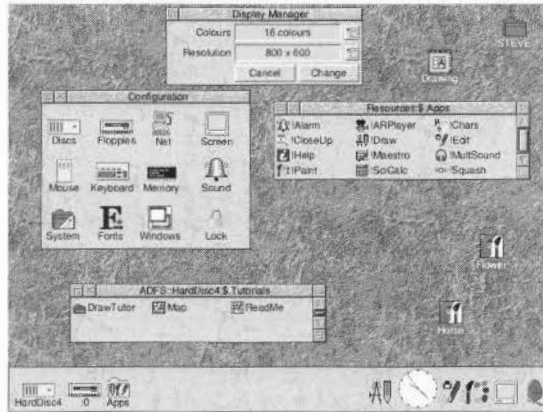 Display Manager
Colours 16 colours
Resolution 800 x 600
Cancel Change
STEVE
Drawing
Configuration
Discs Floppies Net Screen
Mouse Keyboard Memory Sound
System Fonts Windows Lock
Resources:$.Apps
!Alarm !ARPlayer !Chars
!CloseUp !Draw !Edit
!Help !Maestro !MultSound
!Paint !SciCalc !Squash
Flower
Horse
ADFS::HardDisc4.$.Tutorials
DrawTutor Map ReadMe
HardDisc4 :0 Apps